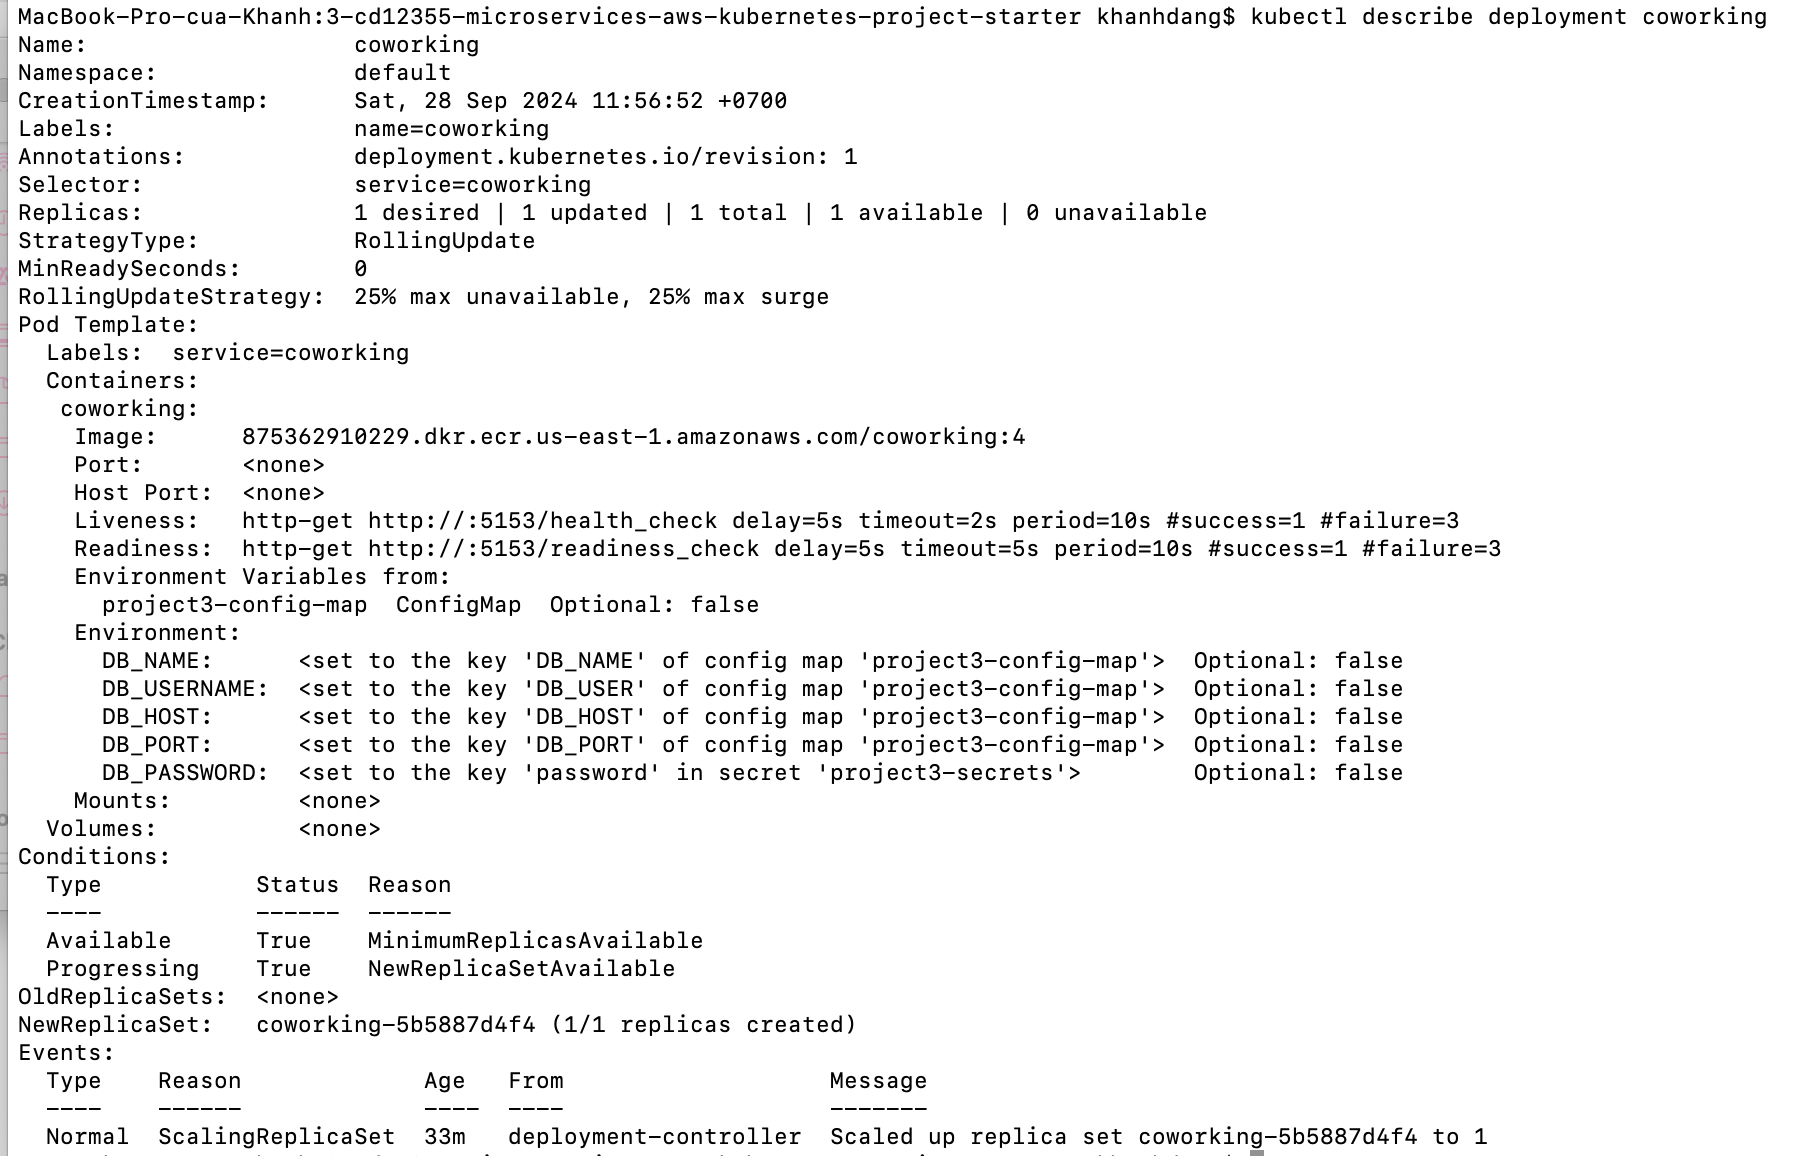 MacBook-Pro-cua-Khanh:3-cd12355-microservices-aws-kubernetes-project-starter khanhdang$ kubectl describe deployment coworking
Name:                   coworking
Namespace:              default
CreationTimestamp:      Sat, 28 Sep 2024 11:56:52 +0700
Labels:                 name=coworking
Annotations:            deployment.kubernetes.io/revision: 1
Selector:               service=coworking
Replicas:               1 desired | 1 updated | 1 total | 1 available | 0 unavailable
StrategyType:           RollingUpdate
MinReadySeconds:        0
RollingUpdateStrategy:  25% max unavailable, 25% max surge
Pod Template:
  Labels:  service=coworking
  Containers:
   coworking:
    Image:      875362910229.dkr.ecr.us-east-1.amazonaws.com/coworking:4
    Port:       <none>
    Host Port:  <none>
    Liveness:   http-get http://:5153/health_check delay=5s timeout=2s period=10s #success=1 #failure=3
    Readiness:  http-get http://:5153/readiness_check delay=5s timeout=5s period=10s #success=1 #failure=3
    Environment Variables from:
      project3-config-map  ConfigMap  Optional: false
    Environment:
      DB_NAME:      <set to the key 'DB_NAME' of config map 'project3-config-map'>  Optional: false
      DB_USERNAME:  <set to the key 'DB_USER' of config map 'project3-config-map'>  Optional: false
      DB_HOST:      <set to the key 'DB_HOST' of config map 'project3-config-map'>  Optional: false
      DB_PORT:      <set to the key 'DB_PORT' of config map 'project3-config-map'>  Optional: false
      DB_PASSWORD:  <set to the key 'password' in secret 'project3-secrets'>        Optional: false
    Mounts:         <none>
  Volumes:          <none>
Conditions:
  Type           Status  Reason
  ----           ------  ------
  Available      True    MinimumReplicasAvailable
  Progressing    True    NewReplicaSetAvailable
OldReplicaSets:  <none>
NewReplicaSet:   coworking-5b5887d4f4 (1/1 replicas created)
Events:
  Type    Reason             Age   From                   Message
  ----    ------             ----  ----                   -------
  Normal  ScalingReplicaSet  33m   deployment-controller  Scaled up replica set coworking-5b5887d4f4 to 1